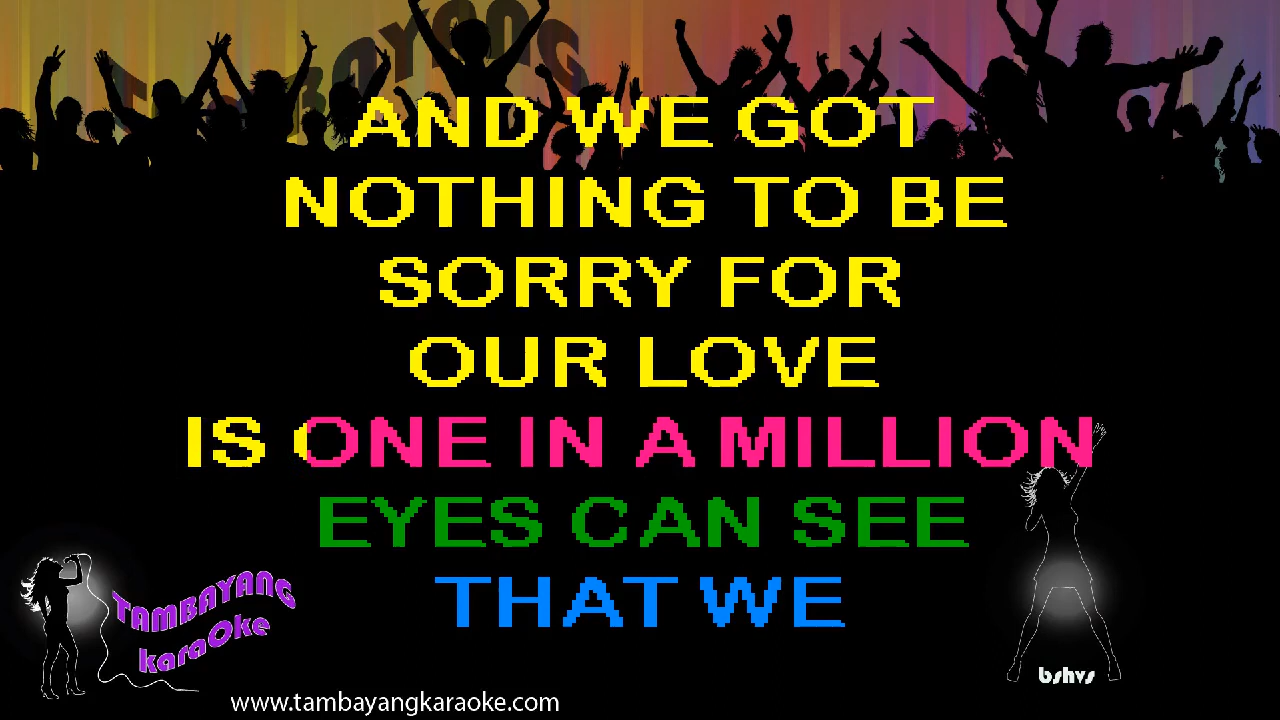 AND WE GOT
NOTHING TO BE
SORRY FOR
OUR LOVE
IS ONE IN A MILLION
EYES CAN SEE
THAT WE
TAMBAYANG
karaOke
bshvs
www.tambayangkaraoke.com